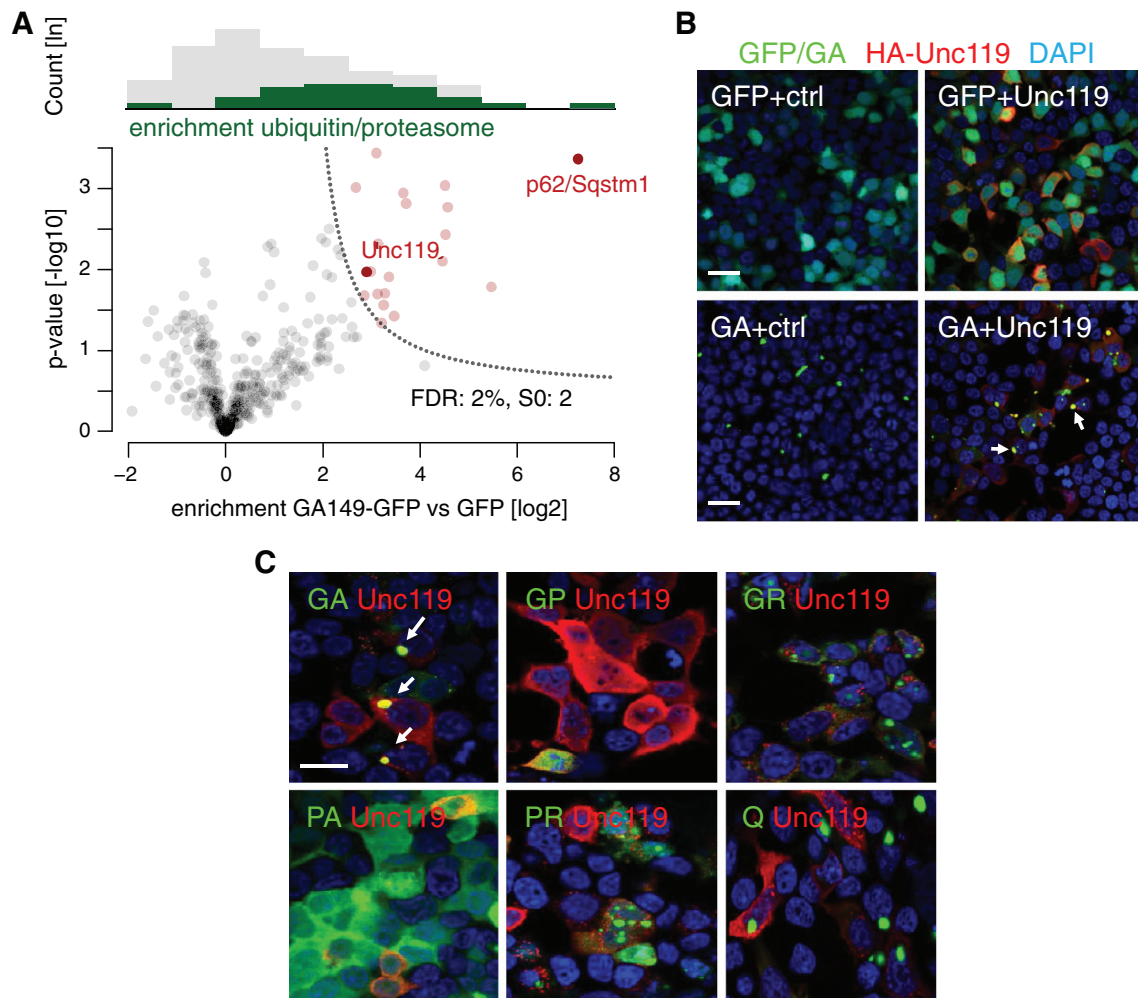 A
Count [ln]
enrichment ubiquitin/proteasome
p-value [-log10]
3
2
1
0
p62/Sqstm1
Unc119
FDR: 2%, S0: 2
−2
0
2
4
6
8
enrichment GA149-GFP vs GFP [log2]
B
GFP/GA HA-Unc119 DAPI
GFP+ctrl
GFP+Unc119
GA+ctrl
GA+Unc119
C
GA Unc119
GP Unc119
GR Unc119
PA Unc119
PR Unc119
Q Unc119